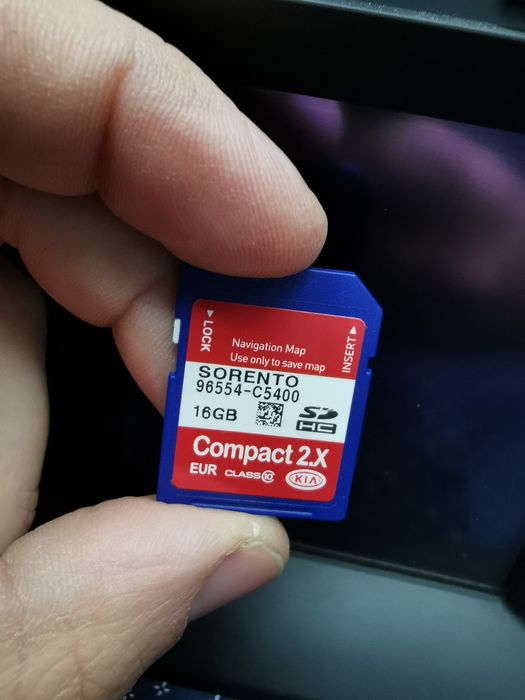 ▼ LOCK
INSERT ▲
Navigation Map
Use only to save map
SORENTO
96554-C5400
16GB
SD
HC
Compact 2.X
EUR CLASS 10 KIA